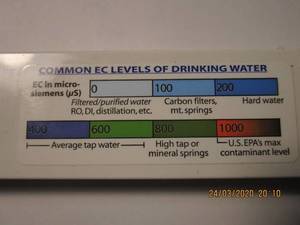 COMMON EC LEVELS OF DRINKING WATER
EC in micro-
siemens (µS)
0 100 200
Filtered/purified water
RO, DI, distillation, etc.
Carbon filters,
mt. springs
Hard water
400 600 800 1000
Average tap water
High tap or
mineral springs
U.S. EPA's max
contaminant level
24/03/2020 20:10